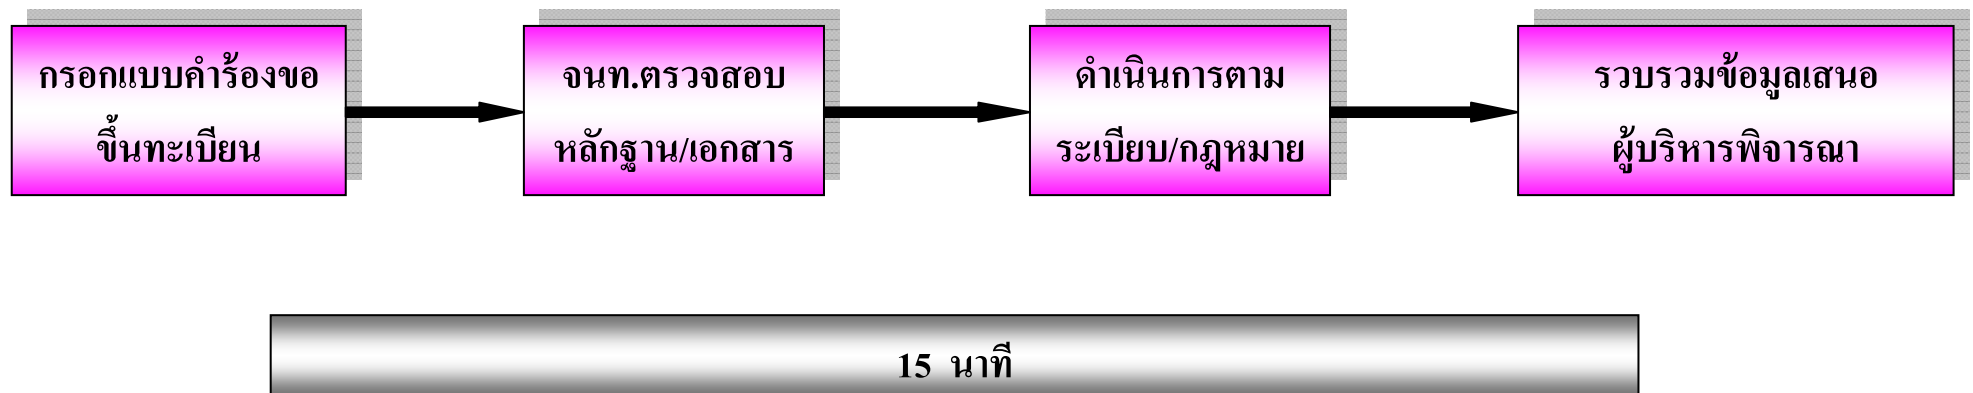 กรอกแบบคำร้องขอ
ขึ้นทะเบียน
จนท.ตรวจสอบ
หลักฐาน/เอกสาร
ดำเนินการตาม
ระเบียบ/กฎหมาย
รวบรวมข้อมูลเสนอ
ผู้บริหารพิจารณา
15 นาที